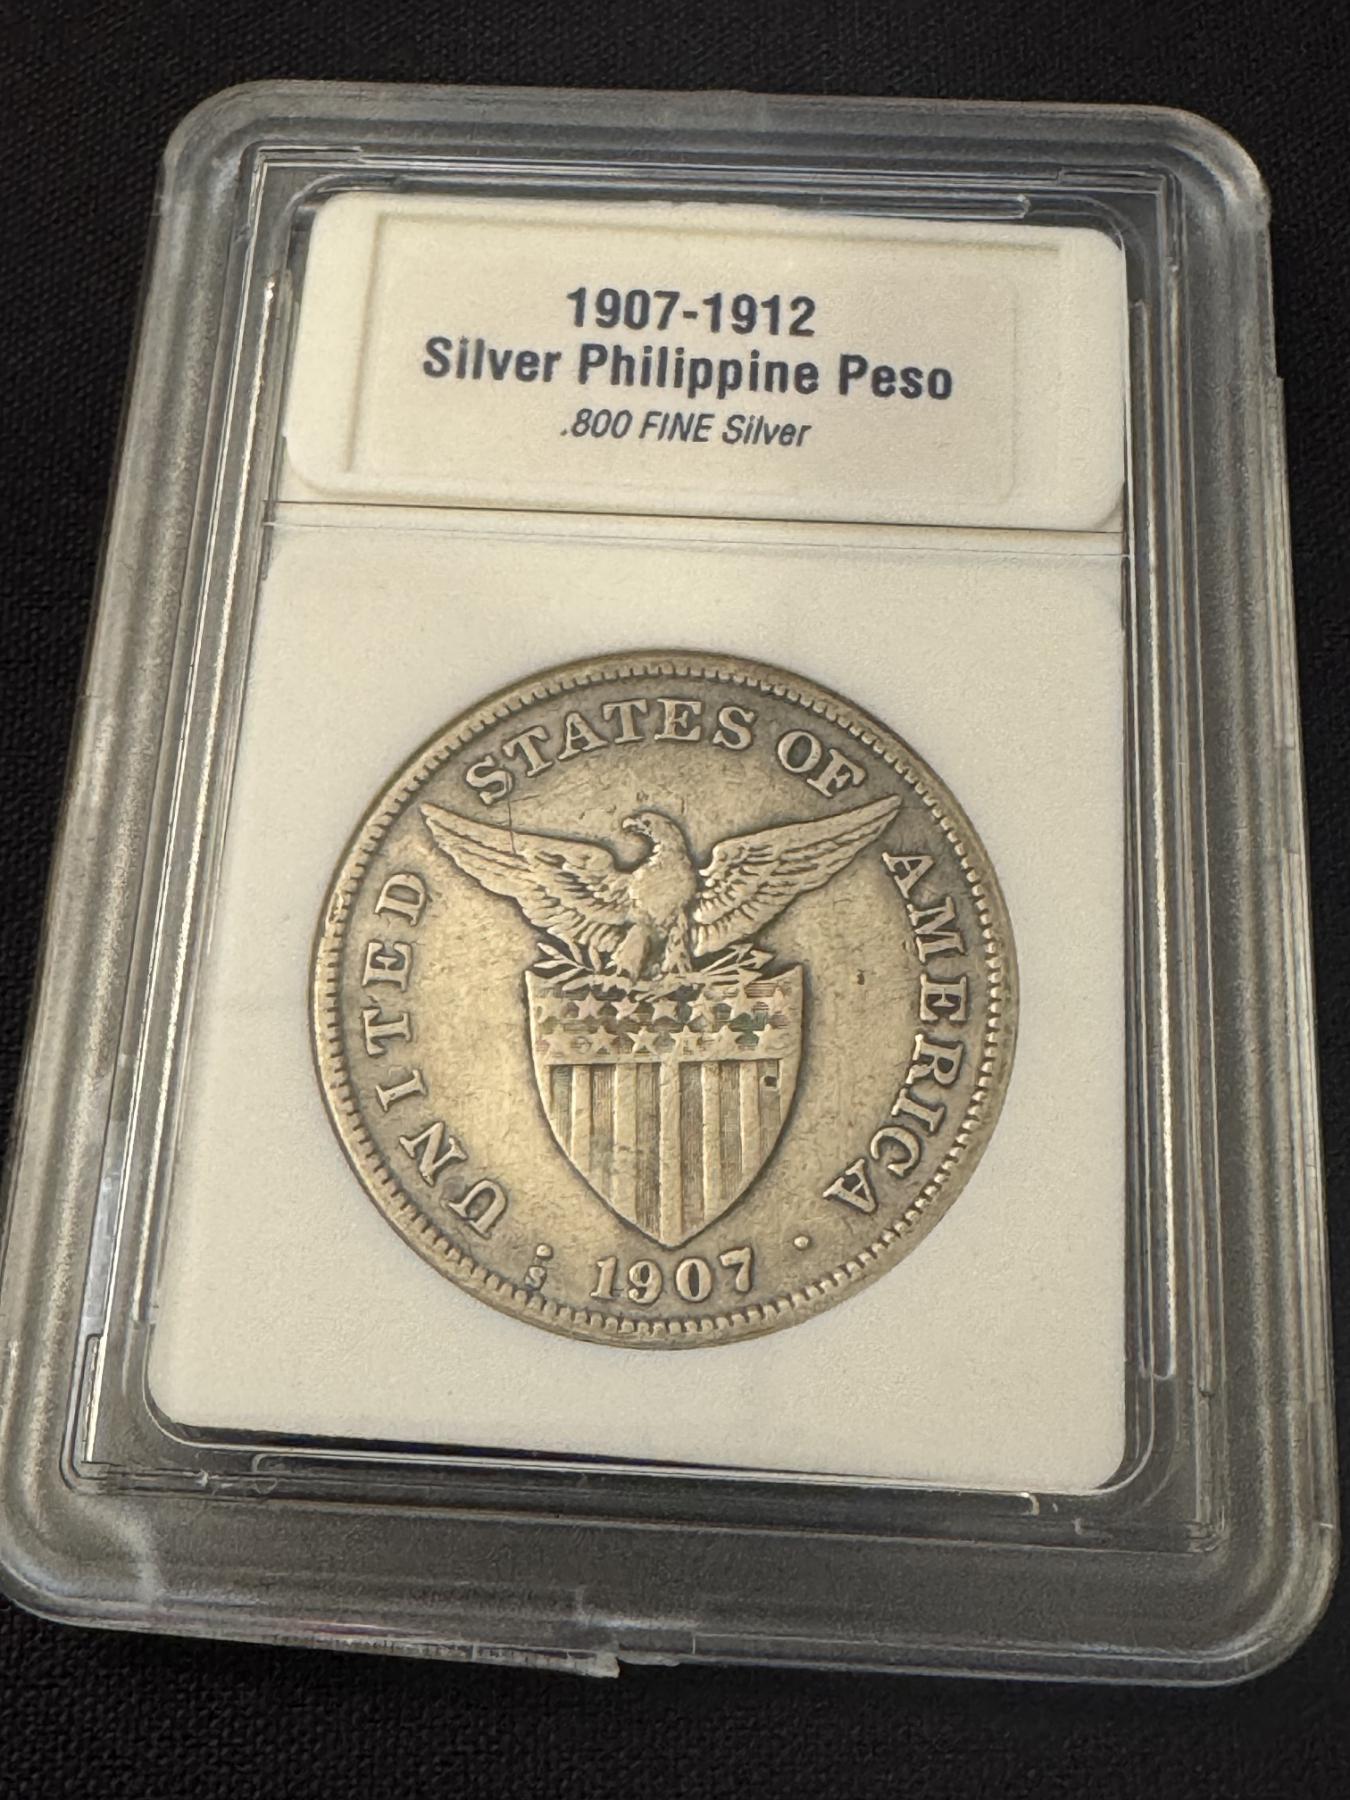 1907-1912
Silver Philippine Peso
.800 FINE Silver
UNITED STATES OF AMERICA
S
1907